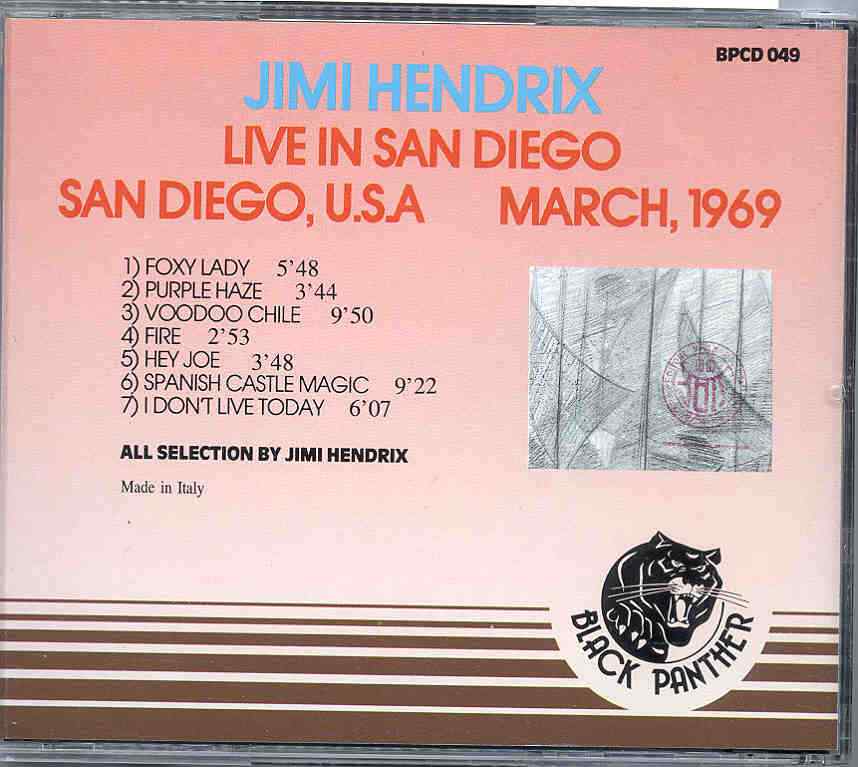 BPCD 049
JIMI HENDRIX
LIVE IN SAN DIEGO
SAN DIEGO, U.S.A MARCH, 1969
1) FOXY LADY 5'48
2) PURPLE HAZE 3'44
3) VOODOO CHILE 9'50
4) FIRE 2'53
5) HEY JOE 3'48
6) SPANISH CASTLE MAGIC 9'22
7) I DON'T LIVE TODAY 6'07
ALL SELECTION BY JIMI HENDRIX
Made in Italy
BLACK PANTHER